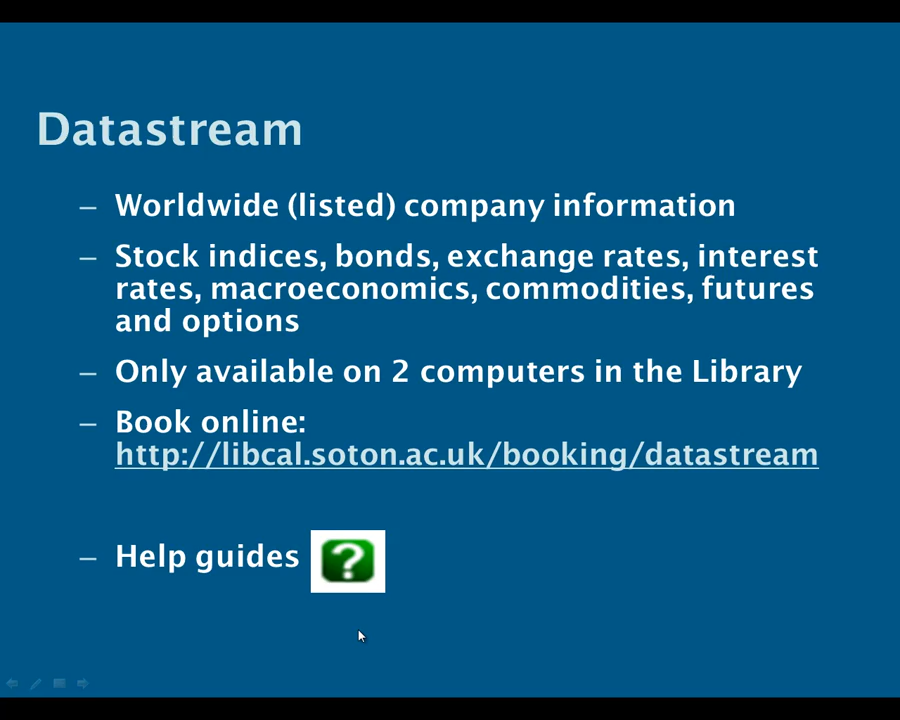 Datastream
– Worldwide (listed) company information
– Stock indices, bonds, exchange rates, interest
rates, macroeconomics, commodities, futures
and options
– Only available on 2 computers in the Library
– Book online:
http://libcal.soton.ac.uk/booking/datastream
– Help guides ?